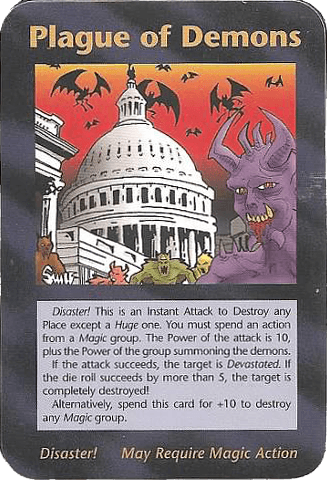 Plague of Demons
Disaster! This is an Instant Attack to Destroy any
Place except a Huge one. You must spend an action
from a Magic group. The Power of the attack is 10,
plus the Power of the group summoning the demons.
If the attack succeeds, the target is Devastated. If
the die roll succeeds by more than 5, the target is
completely destroyed!
Alternatively, spend this card for +10 to destroy
any Magic group.
Disaster! May Require Magic Action